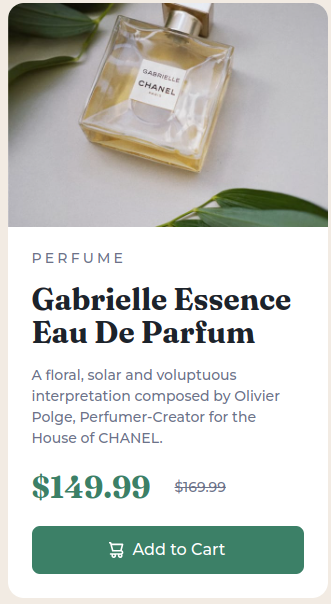 GABRIELLE
CHANEL
PARIS
PERFUME
Gabrielle Essence
Eau De Parfum
A floral, solar and voluptuous
interpretation composed by Olivier
Polge, Perfumer-Creator for the
House of CHANEL.
$149.99 $169.99
Add to Cart